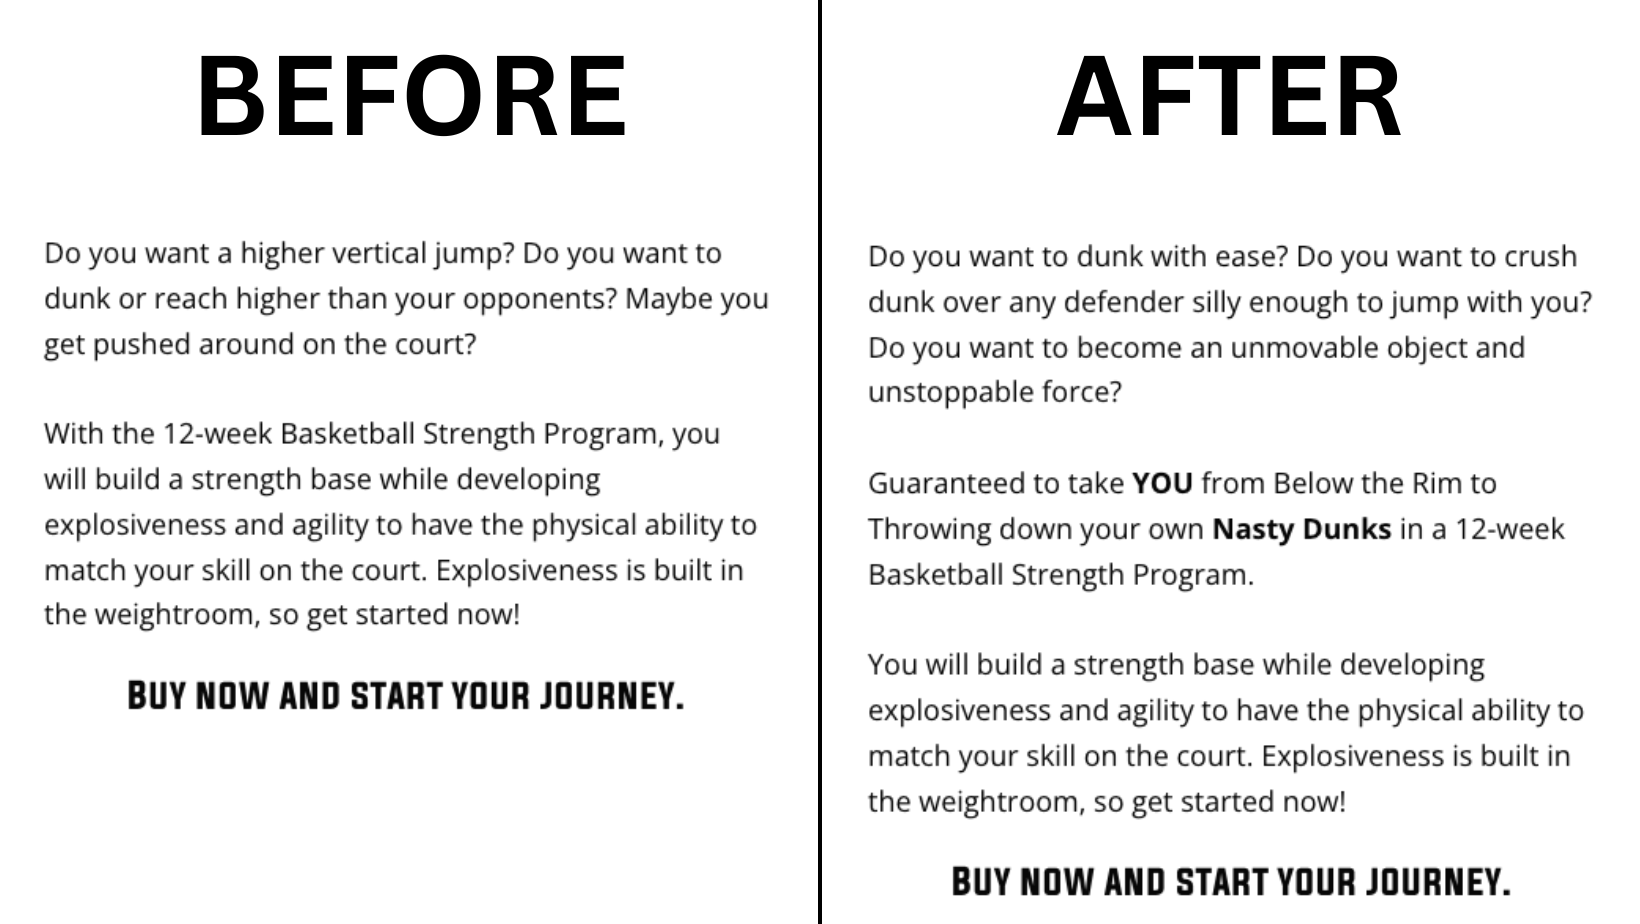 BEFORE
Do you want a higher vertical jump? Do you want to
dunk or reach higher than your opponents? Maybe you
get pushed around on the court?
With the 12-week Basketball Strength Program, you
will build a strength base while developing
explosiveness and agility to have the physical ability to
match your skill on the court. Explosiveness is built in
the weightroom, so get started now!
BUY NOW AND START YOUR JOURNEY.
AFTER
Do you want to dunk with ease? Do you want to crush
dunk over any defender silly enough to jump with you?
Do you want to become an unmovable object and
unstoppable force?
Guaranteed to take YOU from Below the Rim to
Throwing down your own Nasty Dunks in a 12-week
Basketball Strength Program.
You will build a strength base while developing
explosiveness and agility to have the physical ability to
match your skill on the court. Explosiveness is built in
the weightroom, so get started now!
BUY NOW AND START YOUR JOURNEY.